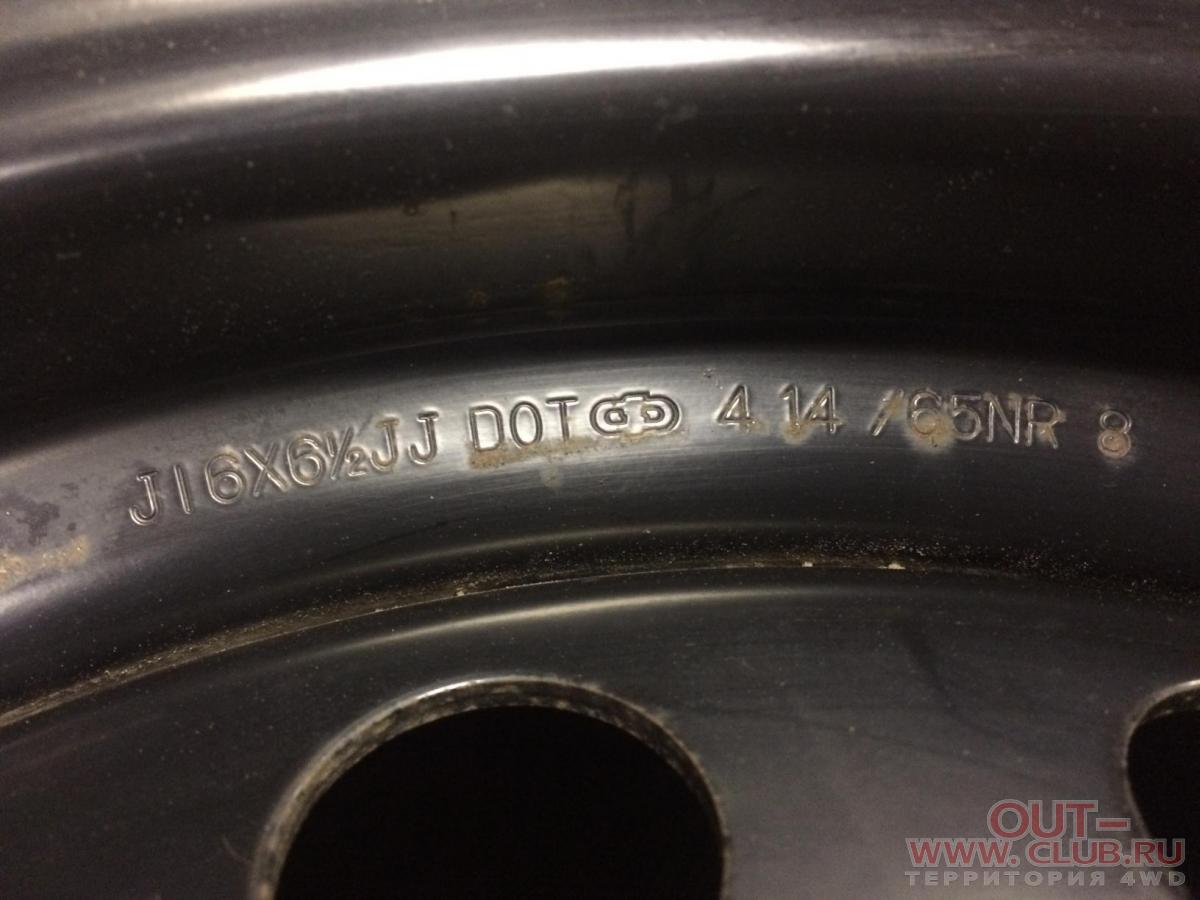 J16X6½JJ DOT 4 14 /65NR 8
OUT-
WWW.CLUB.RU
ТЕРРИТОРИЯ 4WD